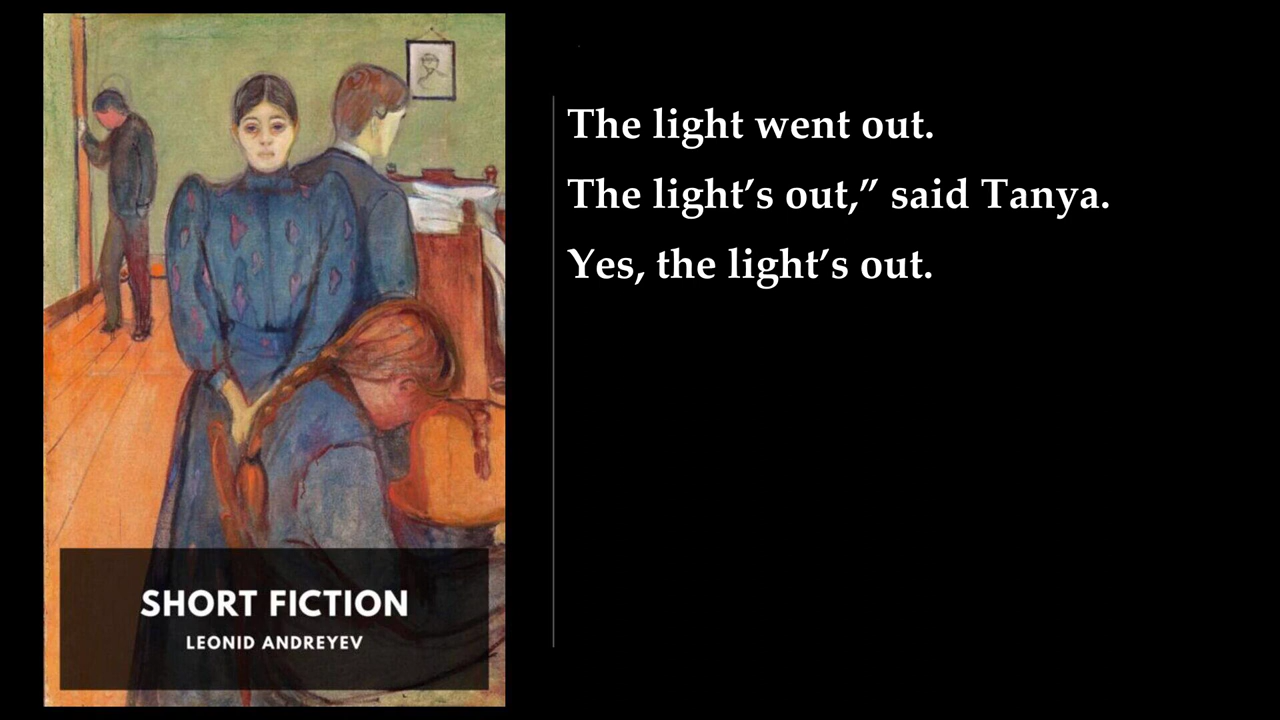 The light went out.
The light’s out,” said Tanya.
Yes, the light’s out.
SHORT FICTION
LEONID ANDREYEV